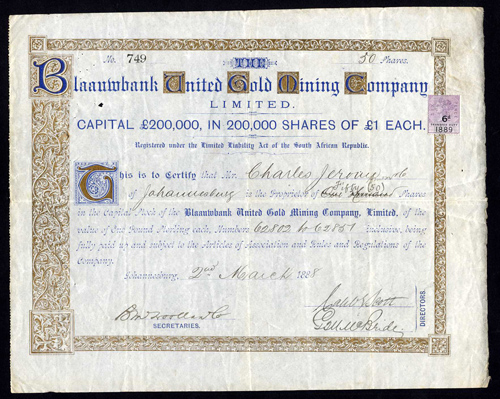 No. 749 50 Shares.
THE
Blaauwbank United Gold Mining Company
LIMITED.
CAPITAL £200,000, IN 200,000 SHARES OF £1 EACH.
Registered under the Limited Liability Act of the South African Republic.
6d
1889
This is to Certify that Mr. Charles
of Johannesburg is the Proprietor of Fifty (50) Shares
in the Capital Stock of the Blaauwbank United Gold Mining Company, Limited, of
the value of One Pound Sterling each, Numbers 62802 to 62851 inclusive, being
fully paid up and subject to the Articles of Association and Rules and Regulations of the
Company.
Johannesburg, 2nd March 1888
SECRETARIES.
DIRECTORS.